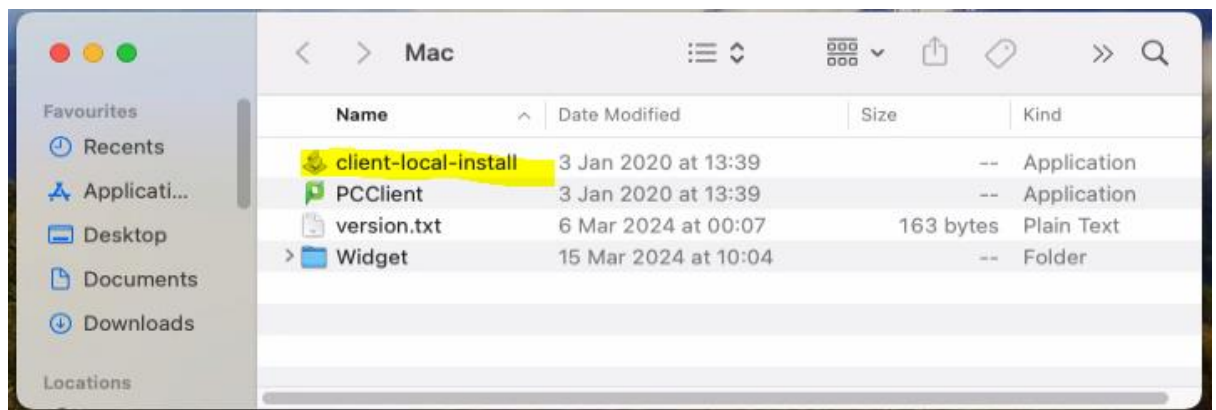 Mac
Favourites
Recents
Applicati...
Desktop
Documents
Downloads
Locations
Name Date Modified Size Kind
client-local-install 3 Jan 2020 at 13:39 -- Application
PCClient 3 Jan 2020 at 13:39 -- Application
version.txt 6 Mar 2024 at 00:07 163 bytes Plain Text
Widget 15 Mar 2024 at 10:04 -- Folder